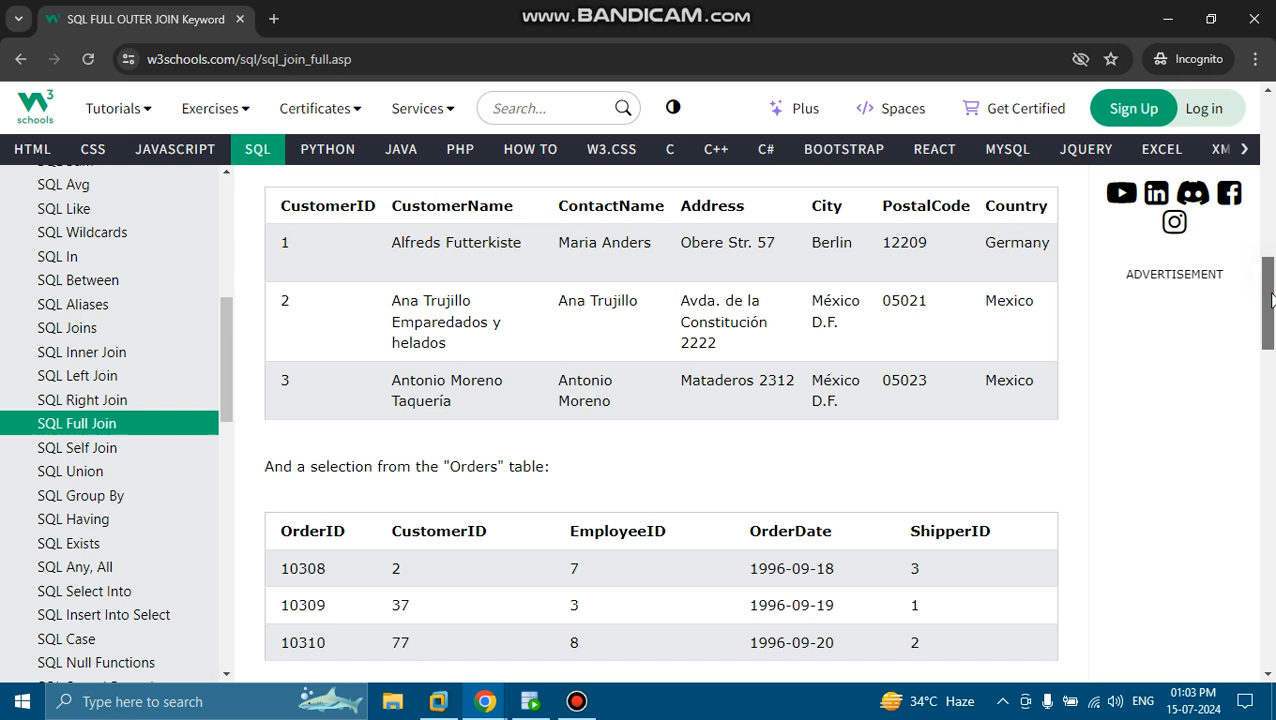 www.BANDICAM.com
SQL FULL OUTER JOIN Keyword
w3schools.com/sql/sql_join_full.asp
Incognito
W3 schools
Tutorials
Exercises
Certificates
Services
Search...
Plus
Spaces
Get Certified
Sign Up
Log in
HTML CSS JAVASCRIPT SQL PYTHON JAVA PHP HOW TO W3.CSS C C++ C# BOOTSTRAP REACT MYSQL JQUERY EXCEL XM
SQL Avg
SQL Like
SQL Wildcards
SQL In
SQL Between
SQL Aliases
SQL Joins
SQL Inner Join
SQL Left Join
SQL Right Join
SQL Full Join
SQL Self Join
SQL Union
SQL Group By
SQL Having
SQL Exists
SQL Any, All
SQL Select Into
SQL Insert Into Select
SQL Case
SQL Null Functions
CustomerID CustomerName ContactName Address City PostalCode Country
1 Alfreds Futterkiste Maria Anders Obere Str. 57 Berlin 12209 Germany
2 Ana Trujillo Ana Trujillo Avda. de la México 05021 Mexico
Emparedados y Constitución D.F.
helados 2222
3 Antonio Moreno Antonio Mataderos 2312 México 05023 Mexico
Taquería Moreno D.F.
And a selection from the "Orders" table:
OrderID CustomerID EmployeeID OrderDate ShipperID
10308 2 7 1996-09-18 3
10309 37 3 1996-09-19 1
10310 77 8 1996-09-20 2
ADVERTISEMENT
Type here to search
34°C Haze
ENG
01:03 PM
15-07-2024